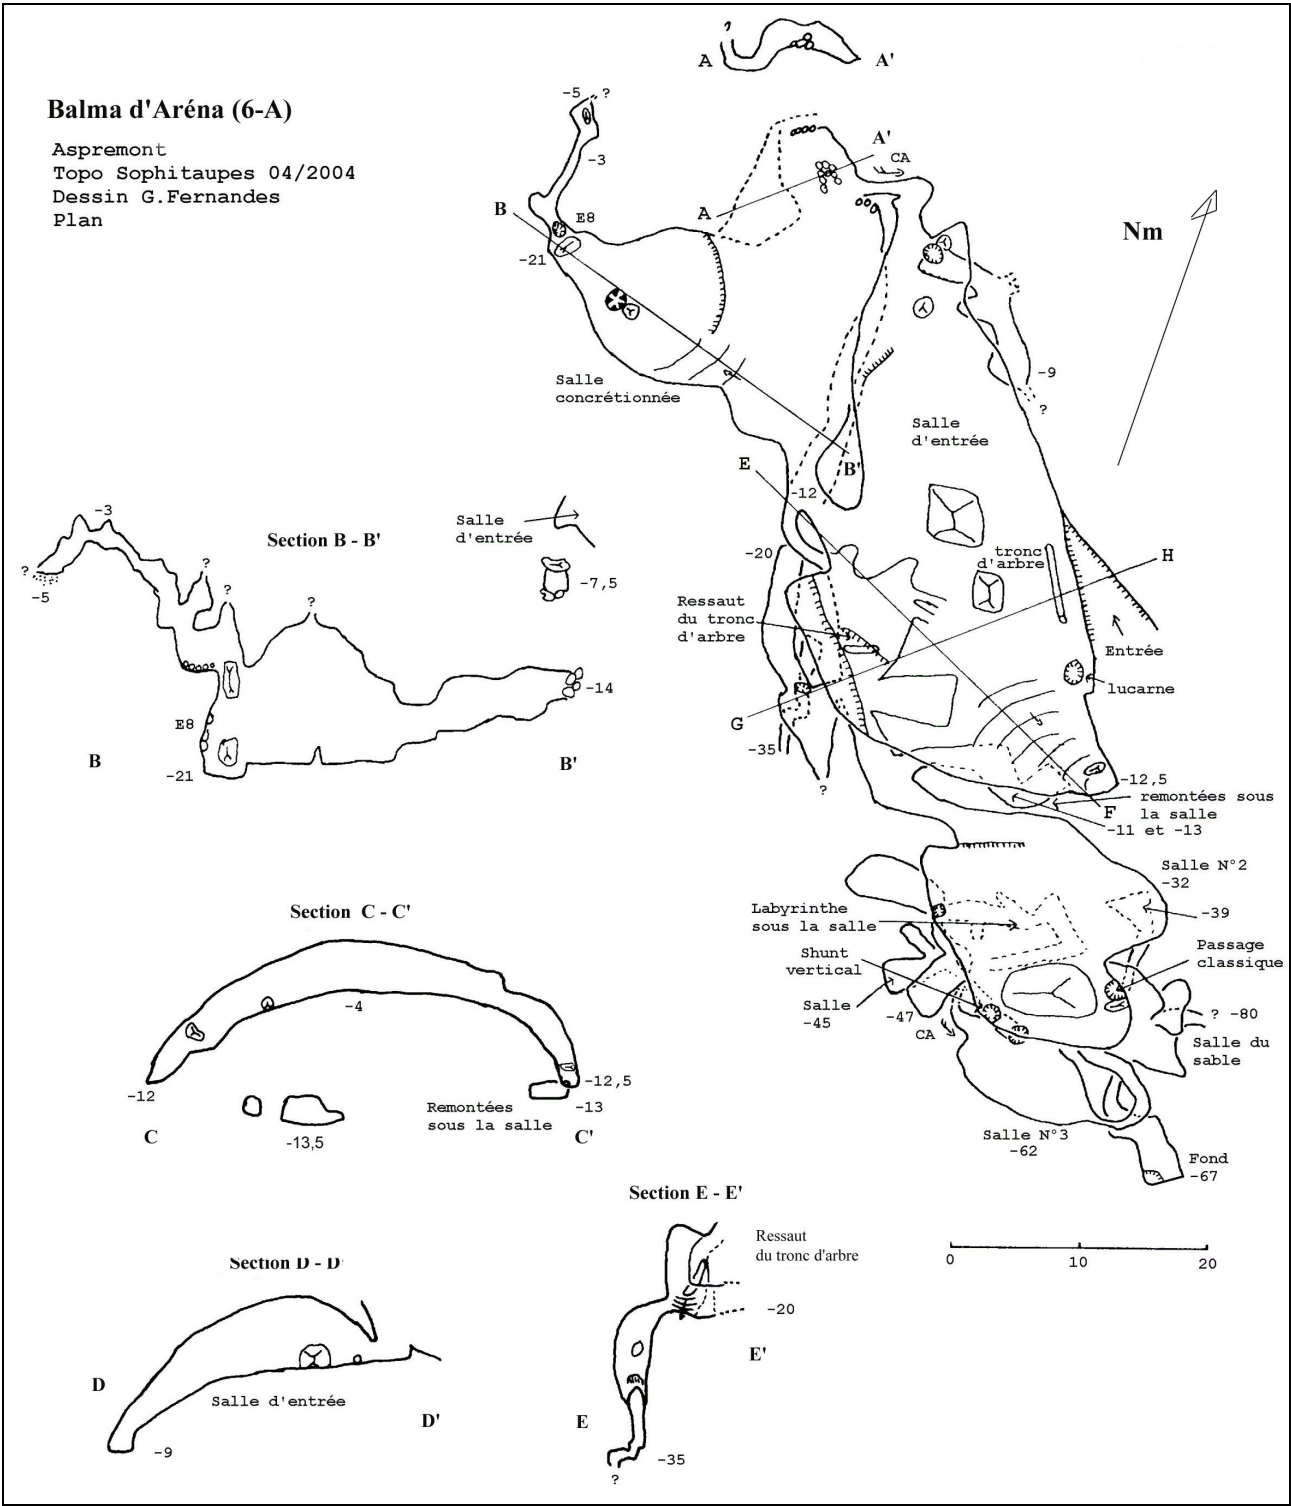 A
?
A'
Balma d'Aréna (6-A)
Aspremont
Topo Sophitaupes 04/2004
Dessin G.Fernandes
Plan
-5
?
-3
B
E8
-21
A
A'
CA
Nm
Salle
concrétionnée
-9
?
Salle
d'entrée
E
B'
-12
-20
tronc
d'arbre
H
Ressaut
du tronc
d'arbre
Entrée
lucarne
G
-35
?
-12,5
F
remontées sous
la salle
-11 et -13
-3
Section B - B'
Salle
d'entrée
-7,5
?
-5
?
?
?
-14
E8
B
-21
B'
Salle N°2
-32
-39
Labyrinthe
sous la salle
Shunt
vertical
Passage
classique
Salle
-45
-47
CA
? -80
Salle du
sable
Salle N°3
-62
Fond
-67
Section C - C'
-4
-12
-12,5
-13
Remontées
sous la salle
-13,5
C
C'
Section E - E'
Ressaut
du tronc d'arbre
-20
E'
E
-35
?
0
10
20
Section D - D'
D
Salle d'entrée
D'
-9